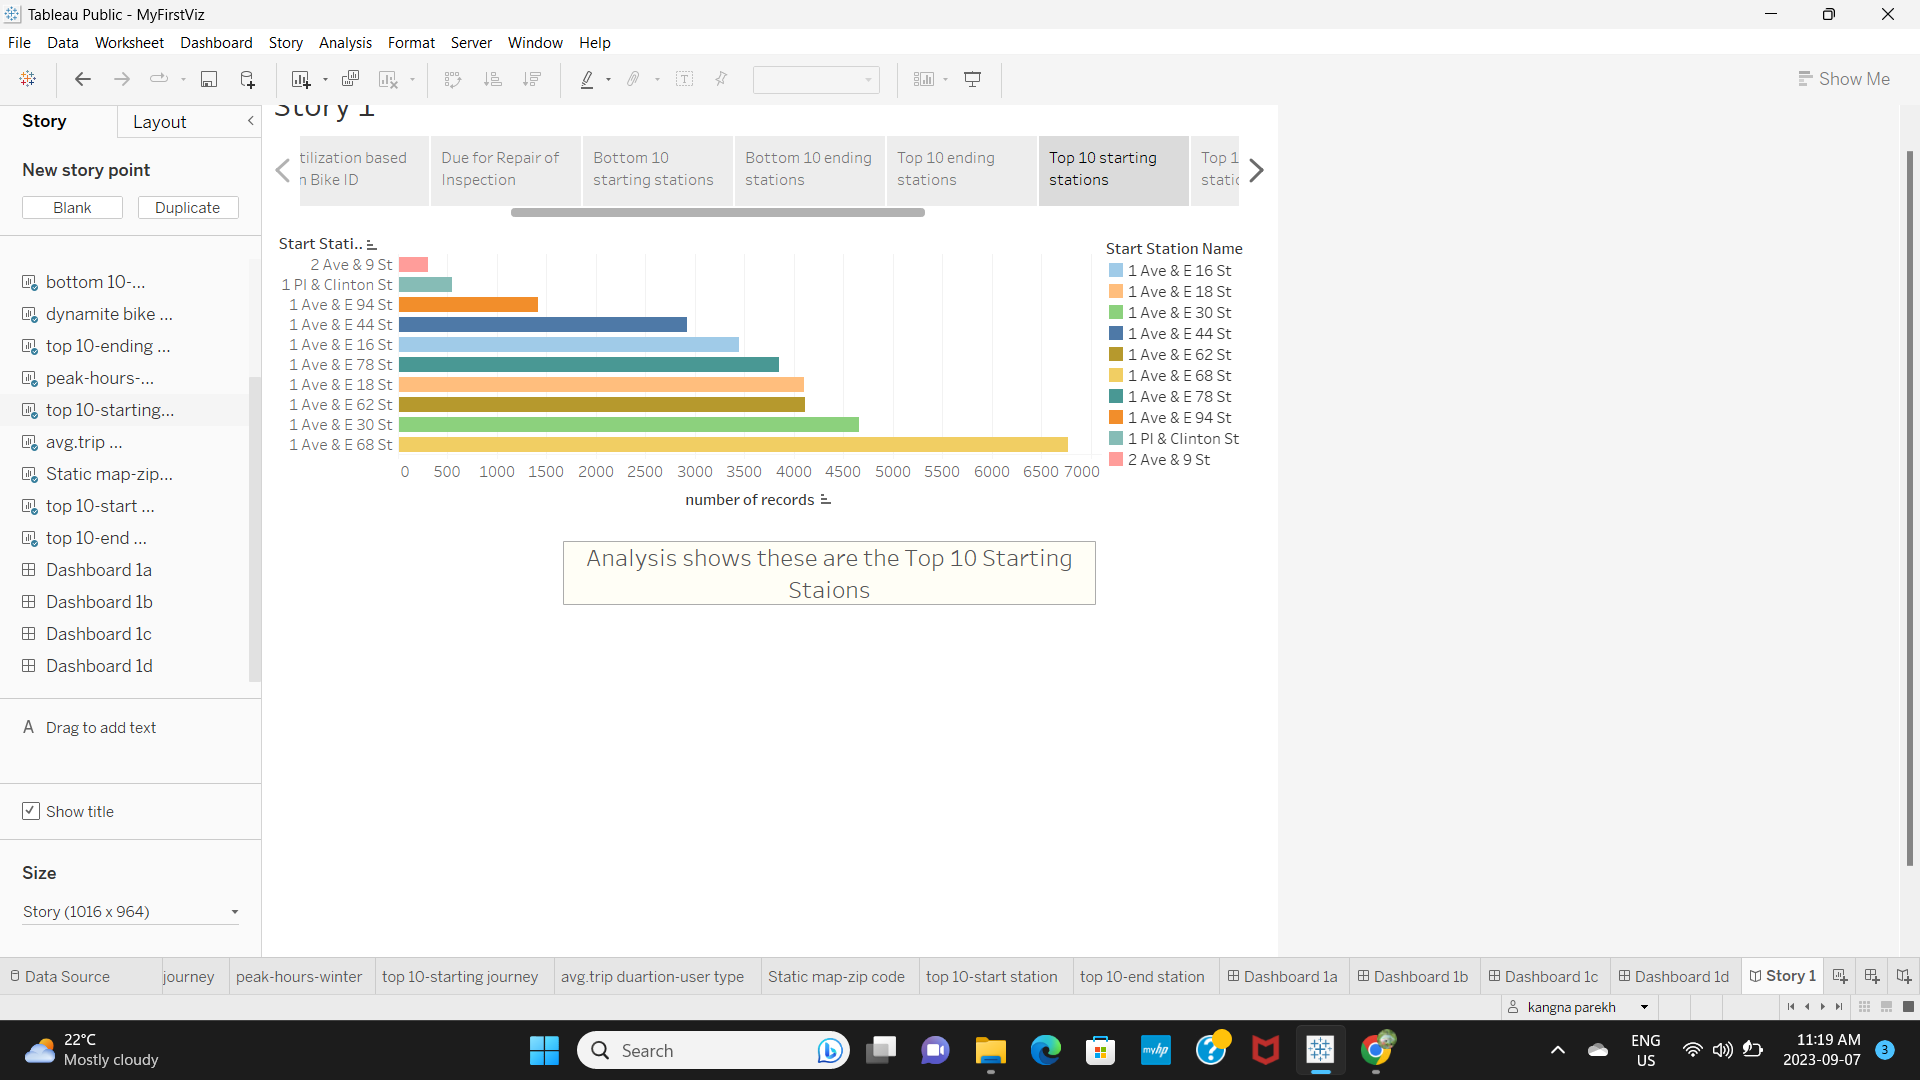 Tableau Public - MyFirstViz
File Data Worksheet Dashboard Story Analysis Format Server Window Help
Show Me
Story Layout
New story point
Blank Duplicate
bottom 10-...
dynamite bike ...
top 10-ending ...
peak-hours-...
top 10-starting...
avg.trip ...
Static map-zip...
top 10-start ...
top 10-end ...
Dashboard 1a
Dashboard 1b
Dashboard 1c
Dashboard 1d
A Drag to add text
Show title
Size
Story (1016 x 964)
Story 1
tilization based
n Bike ID
Due for Repair of
Inspection
Bottom 10
starting stations
Bottom 10 ending
stations
Top 10 ending
stations
Top 10 starting
stations
Top 1
static
Start Stati..
2 Ave & 9 St
1 Pl & Clinton St
1 Ave & E 94 St
1 Ave & E 44 St
1 Ave & E 16 St
1 Ave & E 78 St
1 Ave & E 18 St
1 Ave & E 62 St
1 Ave & E 30 St
1 Ave & E 68 St
0 500 1000 1500 2000 2500 3000 3500 4000 4500 5000 5500 6000 6500 7000
number of records
Start Station Name
1 Ave & E 16 St
1 Ave & E 18 St
1 Ave & E 30 St
1 Ave & E 44 St
1 Ave & E 62 St
1 Ave & E 68 St
1 Ave & E 78 St
1 Ave & E 94 St
1 Pl & Clinton St
2 Ave & 9 St
Analysis shows these are the Top 10 Starting
Staions
Data Source journey peak-hours-winter top 10-starting journey avg.trip duartion-user type Static map-zip code top 10-start station top 10-end station Dashboard 1a Dashboard 1b Dashboard 1c Dashboard 1d Story 1
kangna parekh
22°C
Mostly cloudy
Search
myhp
ENG
US
11:19 AM
2023-09-07
3